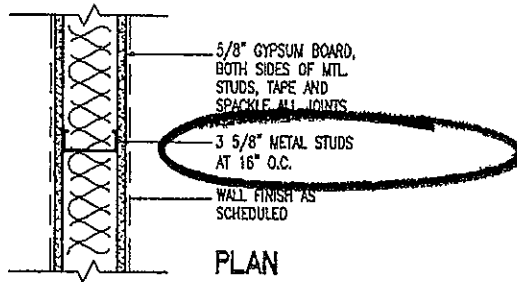 5/8" GYPSUM BOARD,
BOTH SIDES OF MTL.
STUDS, TAPE AND
SPACKLE ALL JOINTS
3 5/8" METAL STUDS
AT 16" O.C.
WALL FINISH AS
SCHEDULED
PLAN